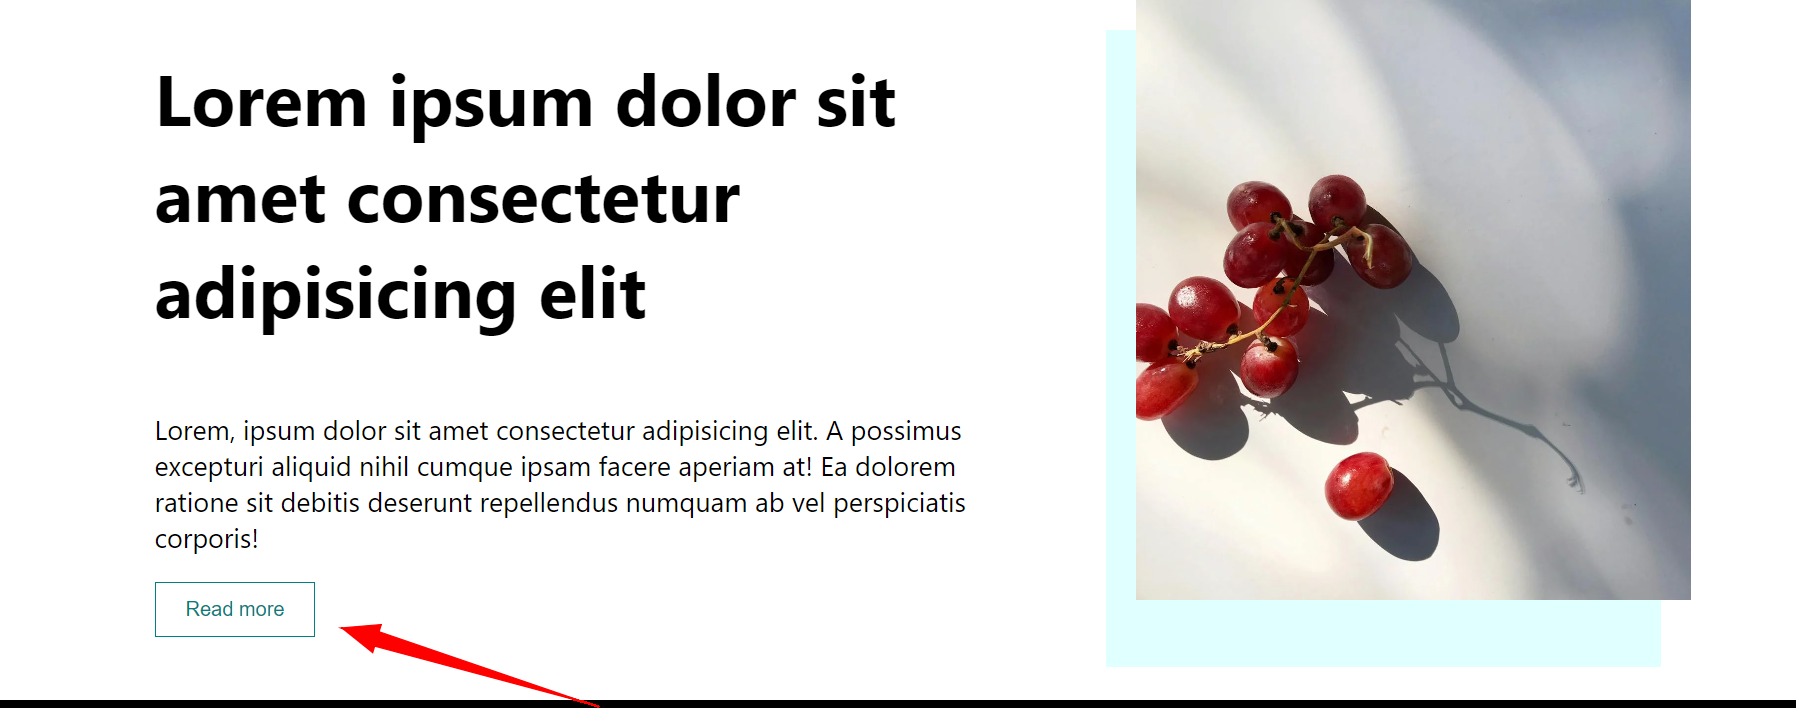 Lorem ipsum dolor sit
amet consectetur
adipisicing elit
Lorem, ipsum dolor sit amet consectetur adipisicing elit. A possimus
excepturi aliquid nihil cumque ipsam facere aperiam at! Ea dolorem
ratione sit debitis deserunt repellendus numquam ab vel perspiciatis
corporis!
Read more